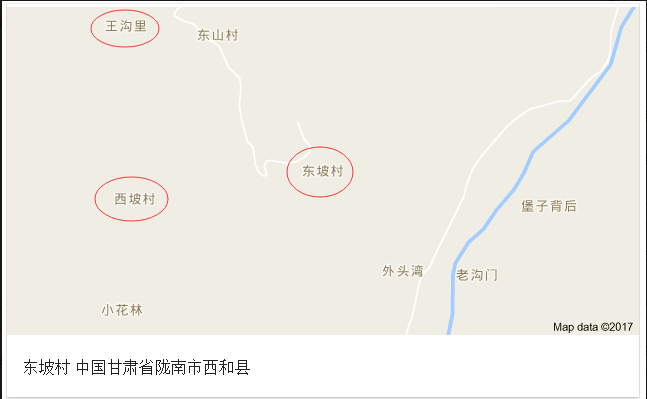 王沟里
东山村
东坡村
西坡村
堡子背后
外头湾
老沟门
小花林
Map data ©2017
东坡村 中国甘肃省陇南市西和县